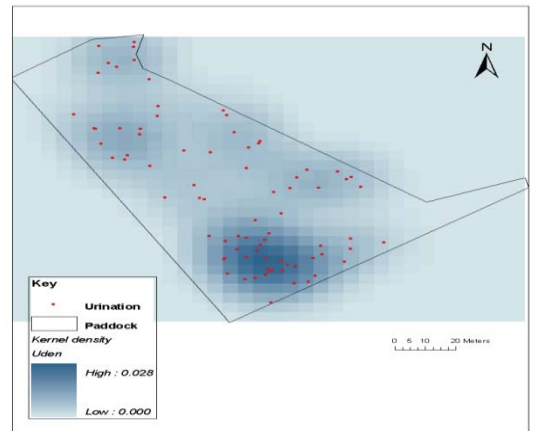 N
Key
Urination
Paddock
Kernel density
Uden
High : 0.028
Low : 0.000
0 5 10 20 Meters